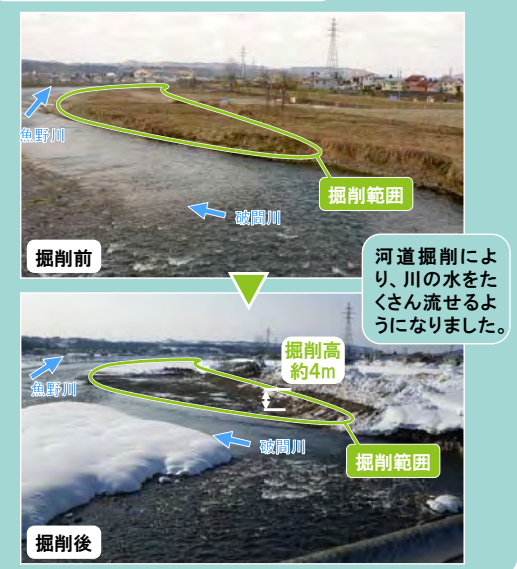 魚野川
掘削範囲
破間川
掘削前
河道掘削によ
り、川の水をた
くさん流せるよ
うになりました。
掘削高
約4m
魚野川
破間川
掘削範囲
掘削後